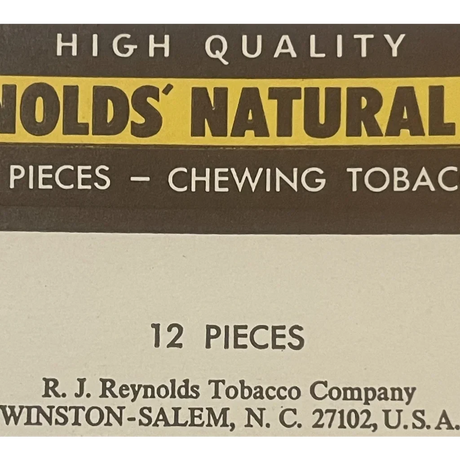 HIGH QUALITY
NOLDS' NATURAL
PIECES – CHEWING TOBAC
12 PIECES
R. J. Reynolds Tobacco Company
WINSTON-SALEM, N. C. 27102, U.S.A.